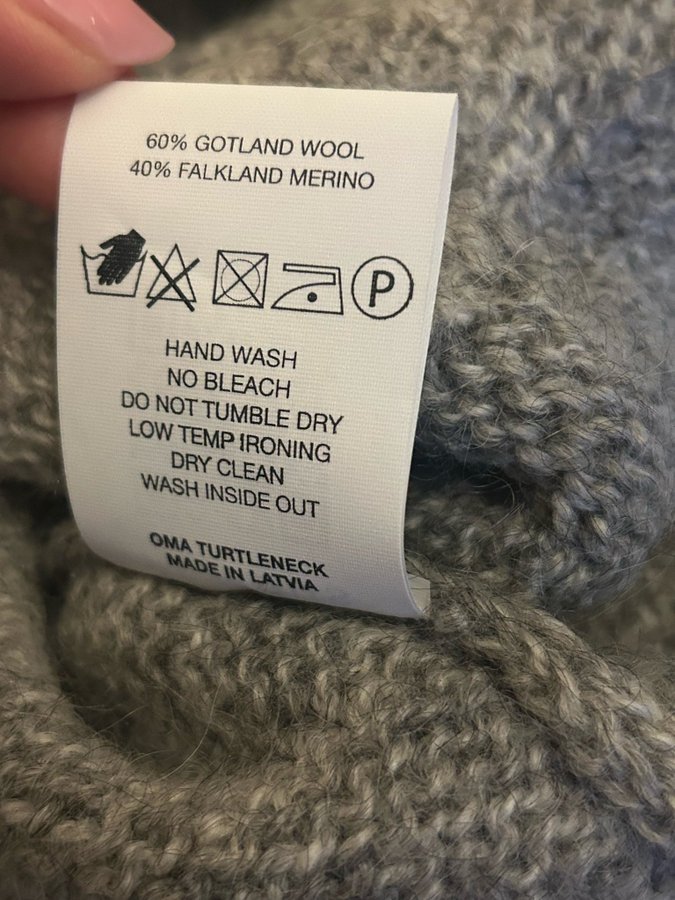 60% GOTLAND WOOL
40% FALKLAND MERINO
P
HAND WASH
NO BLEACH
DO NOT TUMBLE DRY
LOW TEMP IRONING
DRY CLEAN
WASH INSIDE OUT
OMA TURTLENECK
MADE IN LATVIA